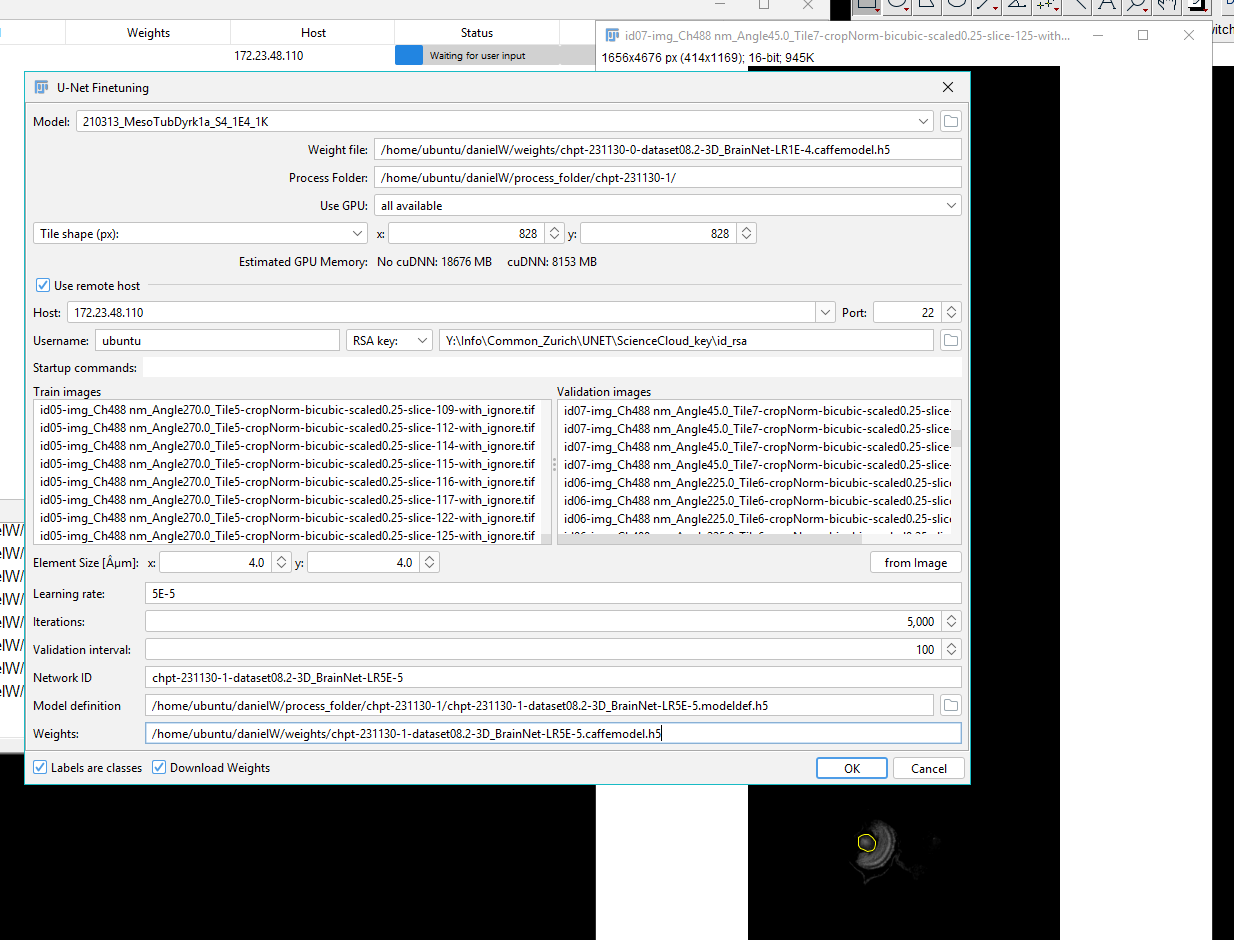 Weights Host Status
172.23.48.110 Waiting for user input
id07-img_Ch488 nm_Angle45.0_Tile7-cropNorm-bicubic-scaled0.25-slice-125-with...
1656x4676 px (414x1169); 16-bit; 945K
U-Net Finetuning
Model: 210313_MesoTubDyrk1a_S4_1E4_1K
Weight file: /home/ubuntu/danielW/weights/chpt-231130-0-dataset08.2-3D_BrainNet-LR1E-4.caffemodel.h5
Process Folder: /home/ubuntu/danielW/process_folder/chpt-231130-1/
Use GPU: all available
Tile shape (px): x: 828 y: 828
Estimated GPU Memory: No cuDNN: 18676 MB cuDNN: 8153 MB
Use remote host
Host: 172.23.48.110 Port: 22
Username: ubuntu RSA key: Y:\Info\Common_Zurich\UNET\ScienceCloud_key\id_rsa
Startup commands:
Train images
id05-img_Ch488 nm_Angle270.0_Tile5-cropNorm-bicubic-scaled0.25-slice-109-with_ignore.tif
id05-img_Ch488 nm_Angle270.0_Tile5-cropNorm-bicubic-scaled0.25-slice-112-with_ignore.tif
id05-img_Ch488 nm_Angle270.0_Tile5-cropNorm-bicubic-scaled0.25-slice-114-with_ignore.tif
id05-img_Ch488 nm_Angle270.0_Tile5-cropNorm-bicubic-scaled0.25-slice-115-with_ignore.tif
id05-img_Ch488 nm_Angle270.0_Tile5-cropNorm-bicubic-scaled0.25-slice-116-with_ignore.tif
id05-img_Ch488 nm_Angle270.0_Tile5-cropNorm-bicubic-scaled0.25-slice-117-with_ignore.tif
id05-img_Ch488 nm_Angle270.0_Tile5-cropNorm-bicubic-scaled0.25-slice-122-with_ignore.tif
id05-img_Ch488 nm_Angle270.0_Tile5-cropNorm-bicubic-scaled0.25-slice-125-with_ignore.tif
Validation images
id07-img_Ch488 nm_Angle45.0_Tile7-cropNorm-bicubic-scaled0.25-slice-
id07-img_Ch488 nm_Angle45.0_Tile7-cropNorm-bicubic-scaled0.25-slice-
id07-img_Ch488 nm_Angle45.0_Tile7-cropNorm-bicubic-scaled0.25-slice-
id07-img_Ch488 nm_Angle45.0_Tile7-cropNorm-bicubic-scaled0.25-slice-
id06-img_Ch488 nm_Angle225.0_Tile6-cropNorm-bicubic-scaled0.25-slic
id06-img_Ch488 nm_Angle225.0_Tile6-cropNorm-bicubic-scaled0.25-slic
id06-img_Ch488 nm_Angle225.0_Tile6-cropNorm-bicubic-scaled0.25-slic
Element Size [Âµm]: x: 4.0 y: 4.0 from Image
Learning rate: 5E-5
Iterations: 5,000
Validation interval: 100
Network ID chpt-231130-1-dataset08.2-3D_BrainNet-LR5E-5
Model definition /home/ubuntu/danielW/process_folder/chpt-231130-1/chpt-231130-1-dataset08.2-3D_BrainNet-LR5E-5.modeldef.h5
Weights: /home/ubuntu/danielW/weights/chpt-231130-1-dataset08.2-3D_BrainNet-LR5E-5.caffemodel.h5
Labels are classes Download Weights OK Cancel